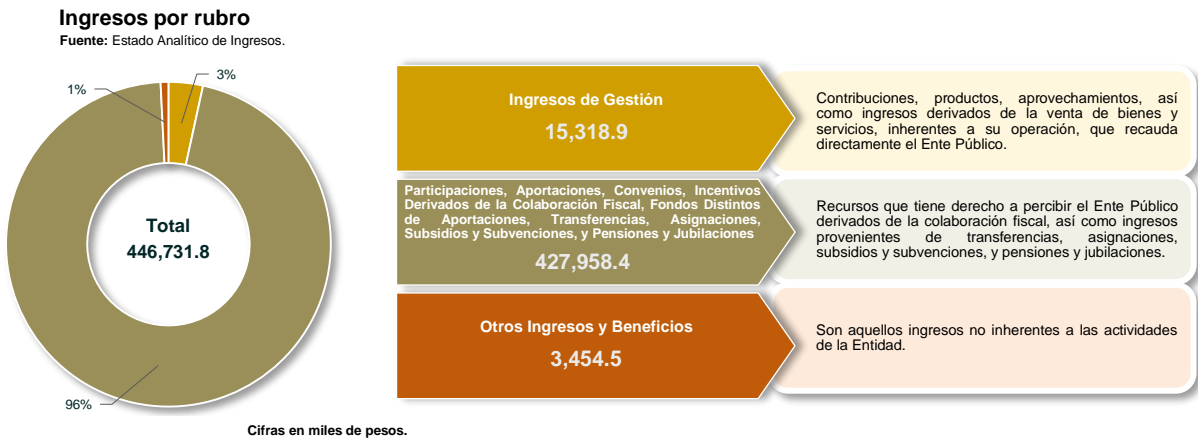 Ingresos por rubro
Fuente: Estado Analítico de Ingresos.
3%
1%
Total
446,731.8
96%
Ingresos de Gestión
15,318.9
Contribuciones, productos, aprovechamientos, así
como ingresos derivados de la venta de bienes y
servicios, inherentes a su operación, que recauda
directamente el Ente Público.
Participaciones, Aportaciones, Convenios, Incentivos
Derivados de la Colaboración Fiscal, Fondos Distintos
de Aportaciones, Transferencias, Asignaciones,
Subsidios y Subvenciones, y Pensiones y Jubilaciones
427,958.4
Recursos que tiene derecho a percibir el Ente Público
derivados de la colaboración fiscal, así como ingresos
provenientes de transferencias, asignaciones,
subsidios y subvenciones, y pensiones y jubilaciones.
Otros Ingresos y Beneficios
3,454.5
Son aquellos ingresos no inherentes a las actividades
de la Entidad.
Cifras en miles de pesos.